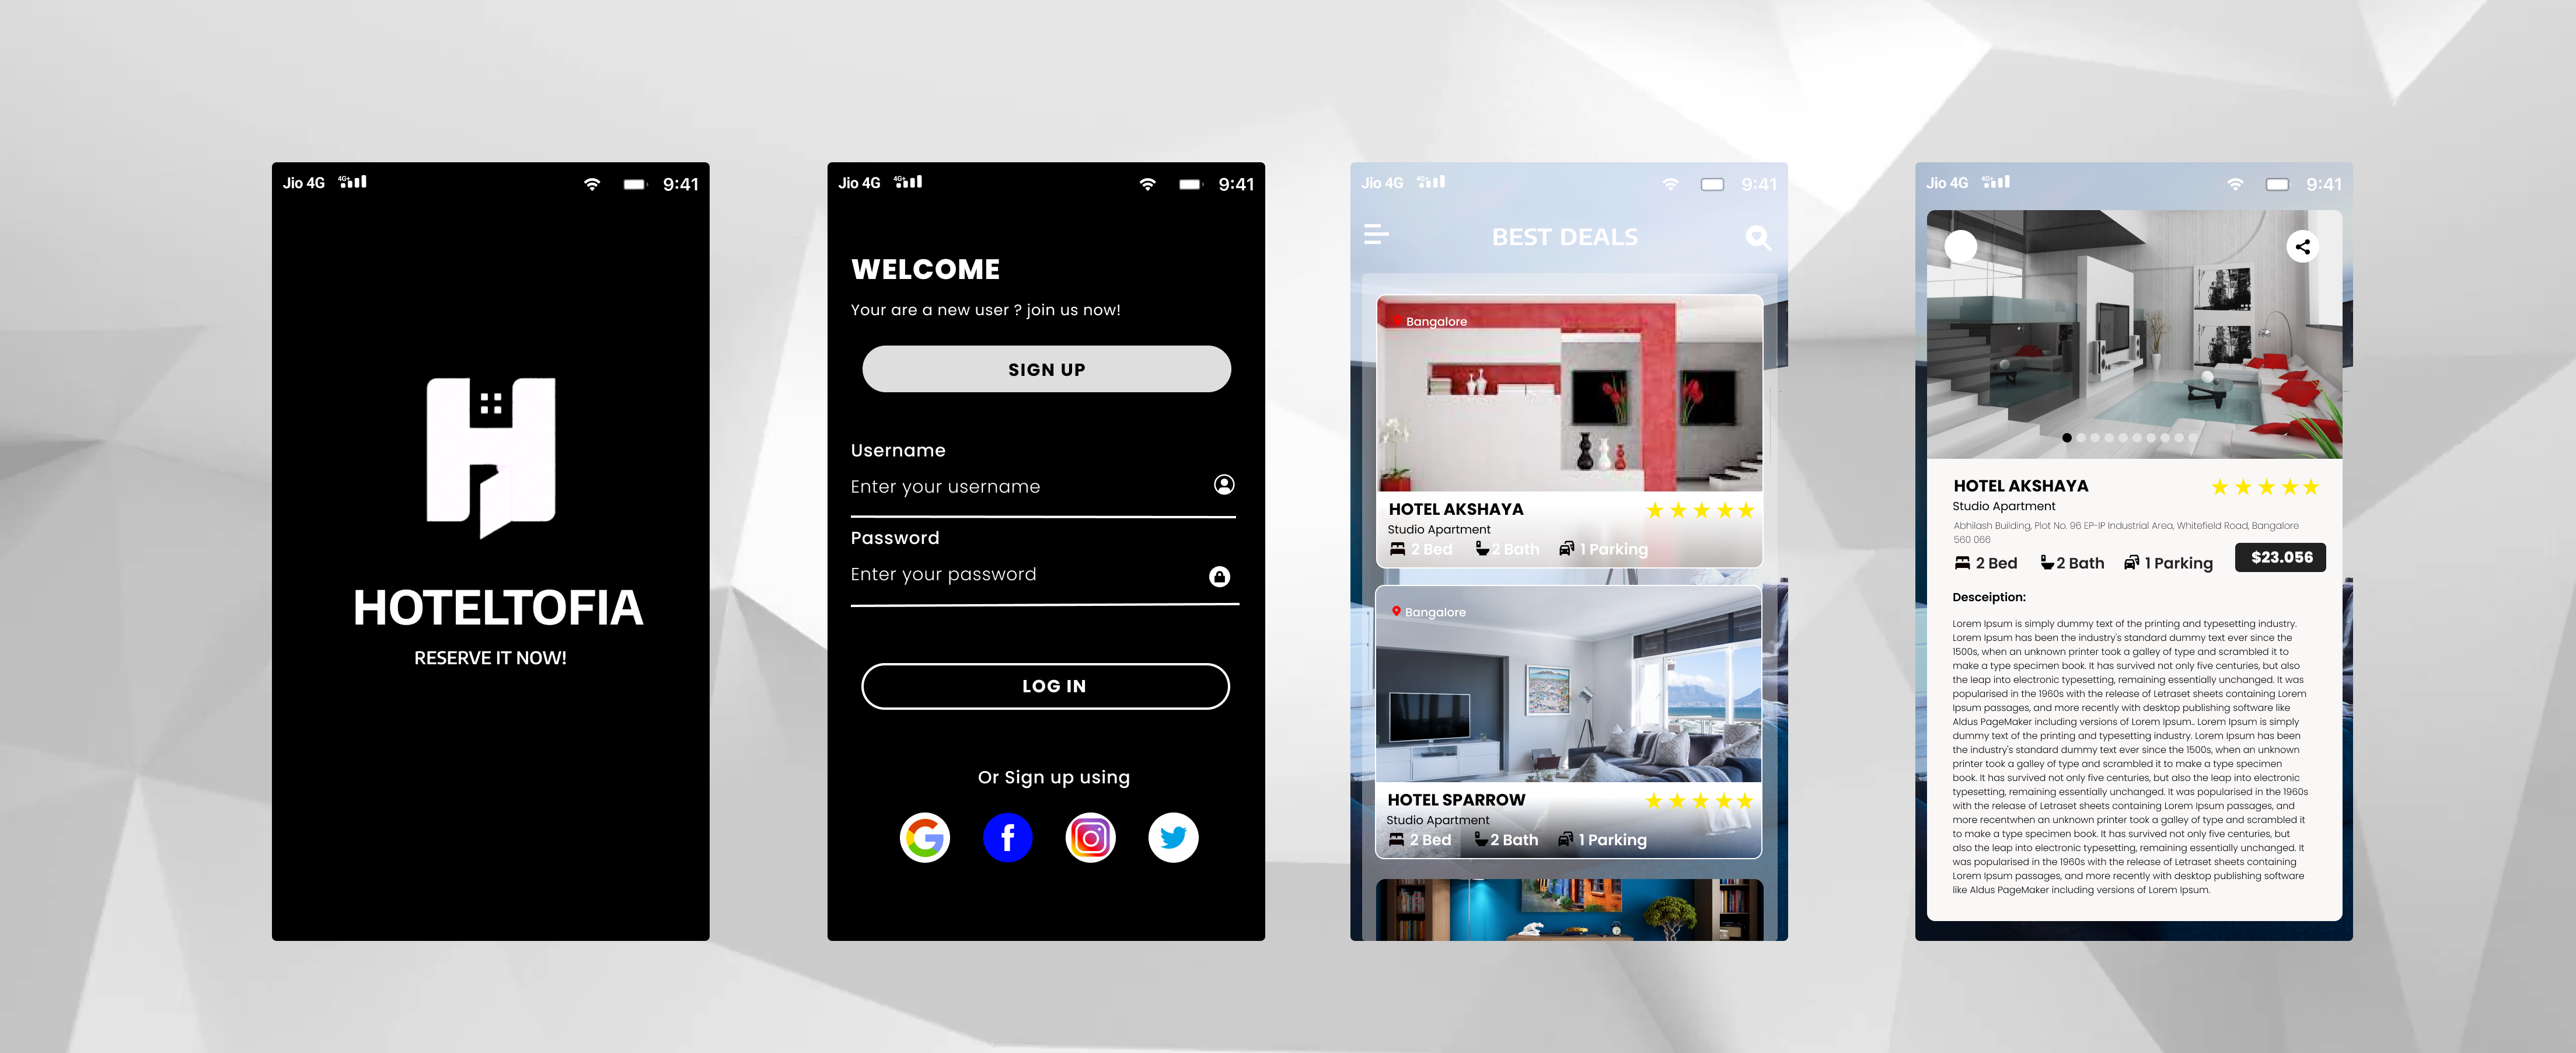 Jio 4G 4G+ 9:41
HOTELTOFIA
RESERVE IT NOW!
Jio 4G 4G+ 9:41
WELCOME
Your are a new user ? join us now!
SIGN UP
Username
Enter your username
Password
Enter your password
LOG IN
Or Sign up using
Jio 4G 4G+ 9:41
BEST DEALS
Bangalore
HOTEL AKSHAYA
Studio Apartment
2 Bed 2 Bath 1 Parking
Bangalore
HOTEL SPARROW
Studio Apartment
2 Bed 2 Bath 1 Parking
Jio 4G 4G+ 9:41
HOTEL AKSHAYA
Studio Apartment
Abhilash Building, Plot No. 96 EP-IP Industrial Area, Whitefield Road, Bangalore
560 066
2 Bed 2 Bath 1 Parking $23.056
Desceiption:
Lorem Ipsum is simply dummy text of the printing and typesetting industry.
Lorem Ipsum has been the industry's standard dummy text ever since the
1500s, when an unknown printer took a galley of type and scrambled it to
make a type specimen book. It has survived not only five centuries, but also
the leap into electronic typesetting, remaining essentially unchanged. It was
popularised in the 1960s with the release of Letraset sheets containing Lorem
Ipsum passages, and more recently with desktop publishing software like
Aldus PageMaker including versions of Lorem Ipsum.. Lorem Ipsum is simply
dummy text of the printing and typesetting industry. Lorem Ipsum has been
the industry's standard dummy text ever since the 1500s, when an unknown
printer took a galley of type and scrambled it to make a type specimen
book. It has survived not only five centuries, but also the leap into electronic
typesetting, remaining essentially unchanged. It was popularised in the 1960s
with the release of Letraset sheets containing Lorem Ipsum passages, and
more recentwhen an unknown printer took a galley of type and scrambled it
to make a type specimen book. It has survived not only five centuries, but
also the leap into electronic typesetting, remaining essentially unchanged. It
was popularised in the 1960s with the release of Letraset sheets containing
Lorem Ipsum passages, and more recently with desktop publishing software
like Aldus PageMaker including versions of Lorem Ipsum.